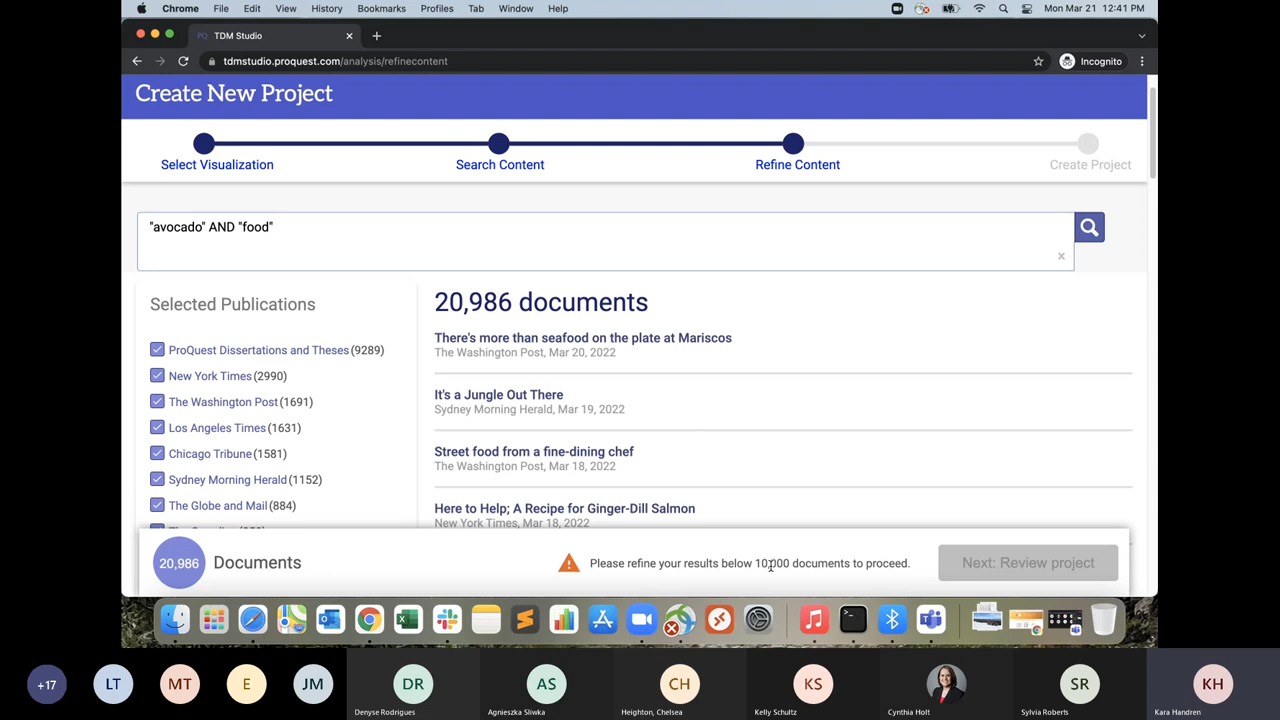 Chrome File Edit View History Bookmarks Profiles Tab Window Help Mon Mar 21 12:41 PM
TDM Studio
tdmstudio.proquest.com/analysis/refinecontent Incognito
Create New Project
Select Visualization Search Content Refine Content Create Project
"avocado" AND "food"
Selected Publications
ProQuest Dissertations and Theses (9289)
New York Times (2990)
The Washington Post (1691)
Los Angeles Times (1631)
Chicago Tribune (1581)
Sydney Morning Herald (1152)
The Globe and Mail (884)
20,986 documents
There's more than seafood on the plate at Mariscos
The Washington Post, Mar 20, 2022
It's a Jungle Out There
Sydney Morning Herald, Mar 19, 2022
Street food from a fine-dining chef
The Washington Post, Mar 18, 2022
Here to Help; A Recipe for Ginger-Dill Salmon
New York Times, Mar 18, 2022
20,986 Documents Please refine your results below 10,000 documents to proceed. Next: Review project
+17 LT MT E JM DR AS CH KS SR KH
Denyse Rodrigues Agnieszka Sliwka Heighton, Chelsea Kelly Schultz Cynthia Holt Sylvia Roberts Kara Handren